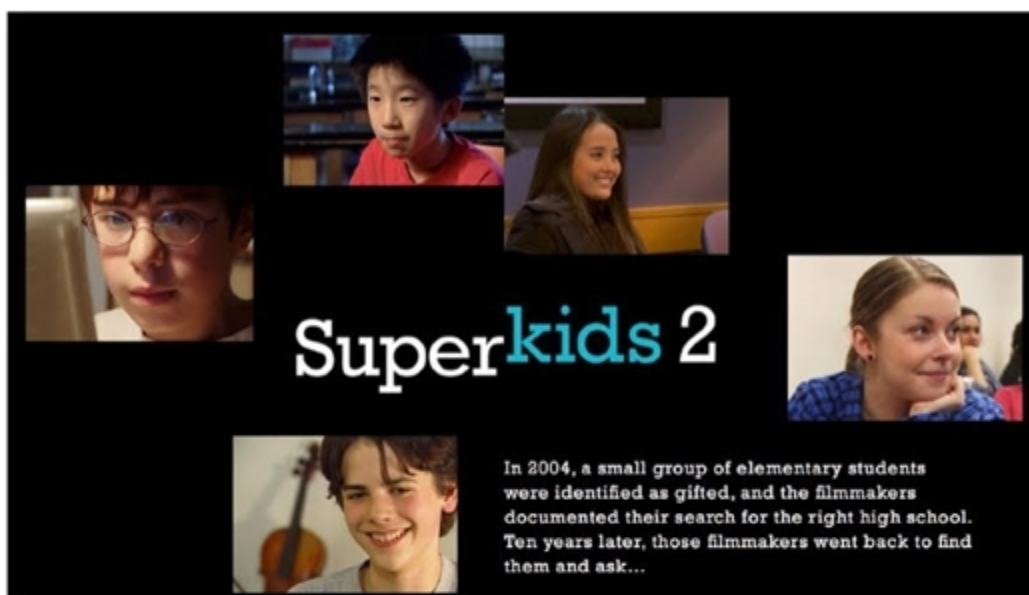 Superkids 2
In 2004, a small group of elementary students
were identified as gifted, and the filmmakers
documented their search for the right high school.
Ten years later, those filmmakers went back to find
them and ask...